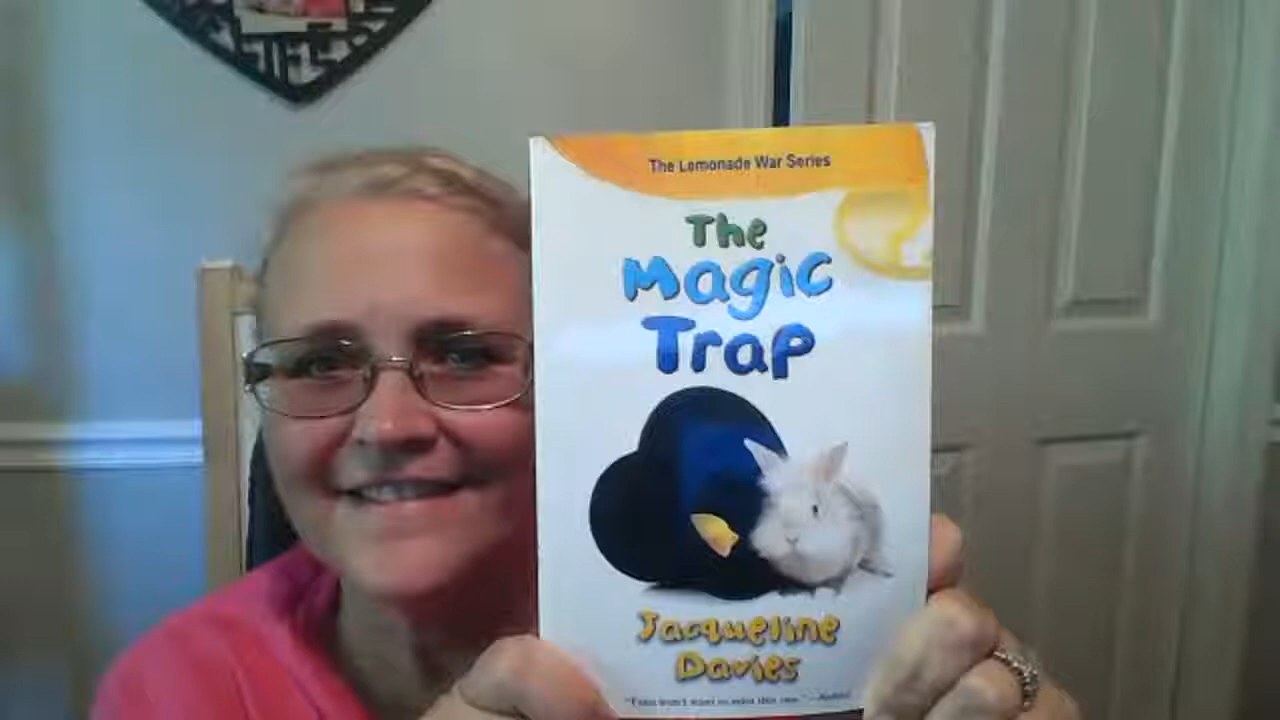 The Lemonade War Series
The
Magic
Trap
Jacqueline
Davies